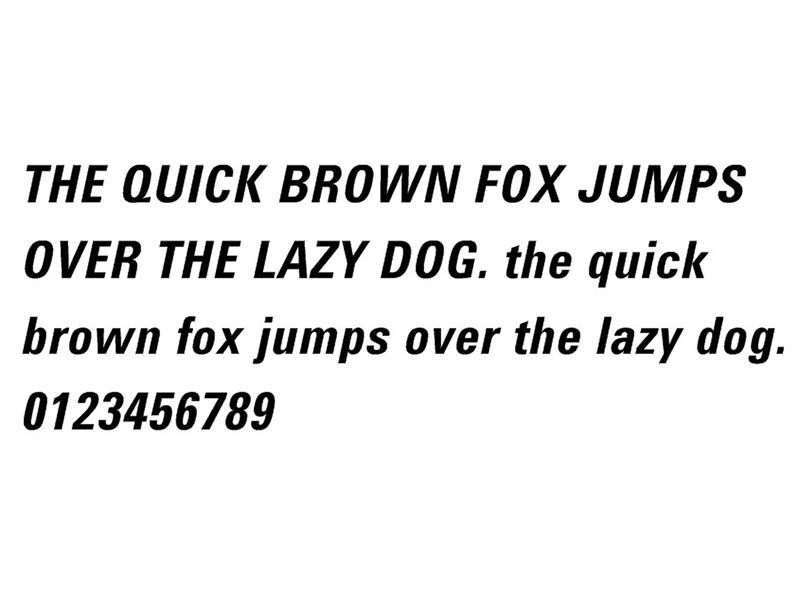 THE QUICK BROWN FOX JUMPS
OVER THE LAZY DOG. the quick
brown fox jumps over the lazy dog.
0123456789